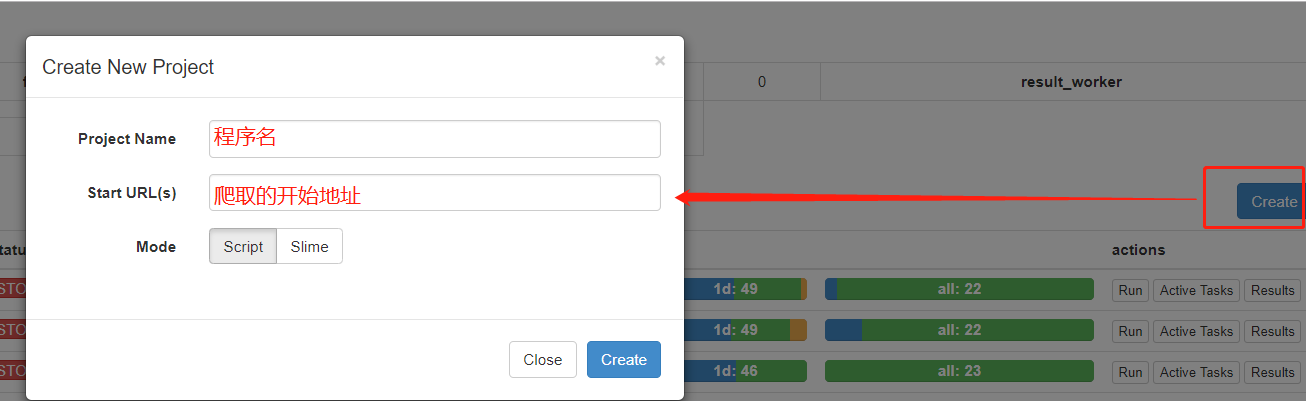 Create New Project ×
0 result_worker
Project Name 程序名
Start URL(s) 爬取的开始地址
Create
Mode Script Slime
actions
1d: 49 all: 22 Run Active Tasks Results
1d: 49 all: 22 Run Active Tasks Results
Close Create
1d: 46 all: 23 Run Active Tasks Results